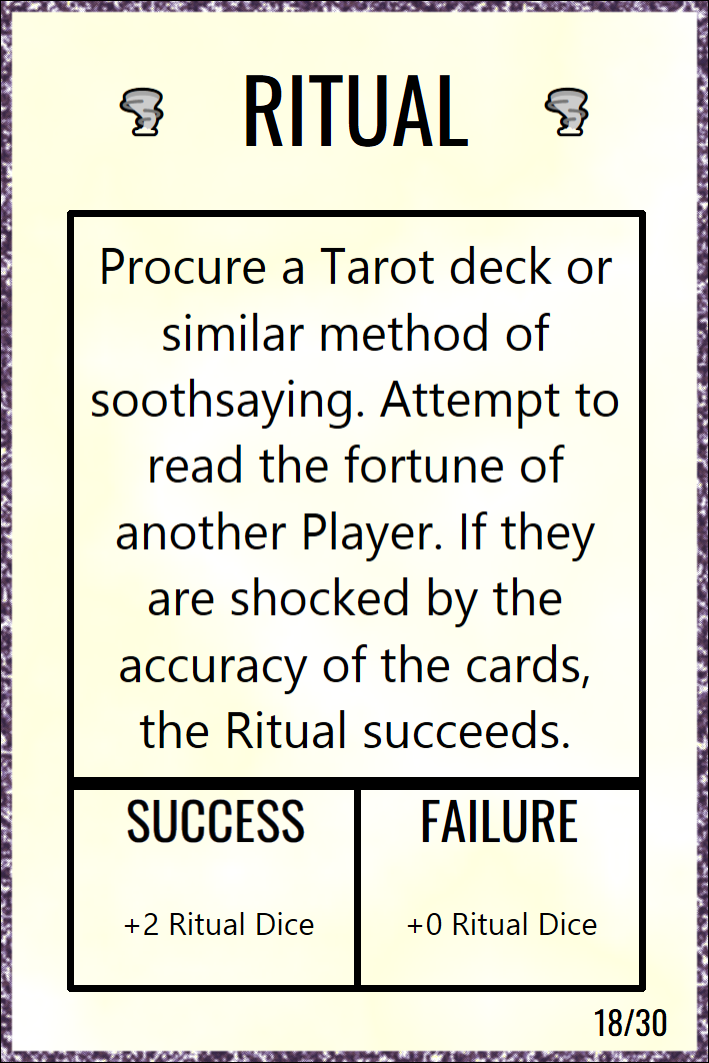 RITUAL
Procure a Tarot deck or
similar method of
soothsaying. Attempt to
read the fortune of
another Player. If they
are shocked by the
accuracy of the cards,
the Ritual succeeds.
SUCCESS
FAILURE
+2 Ritual Dice
+0 Ritual Dice
18/30